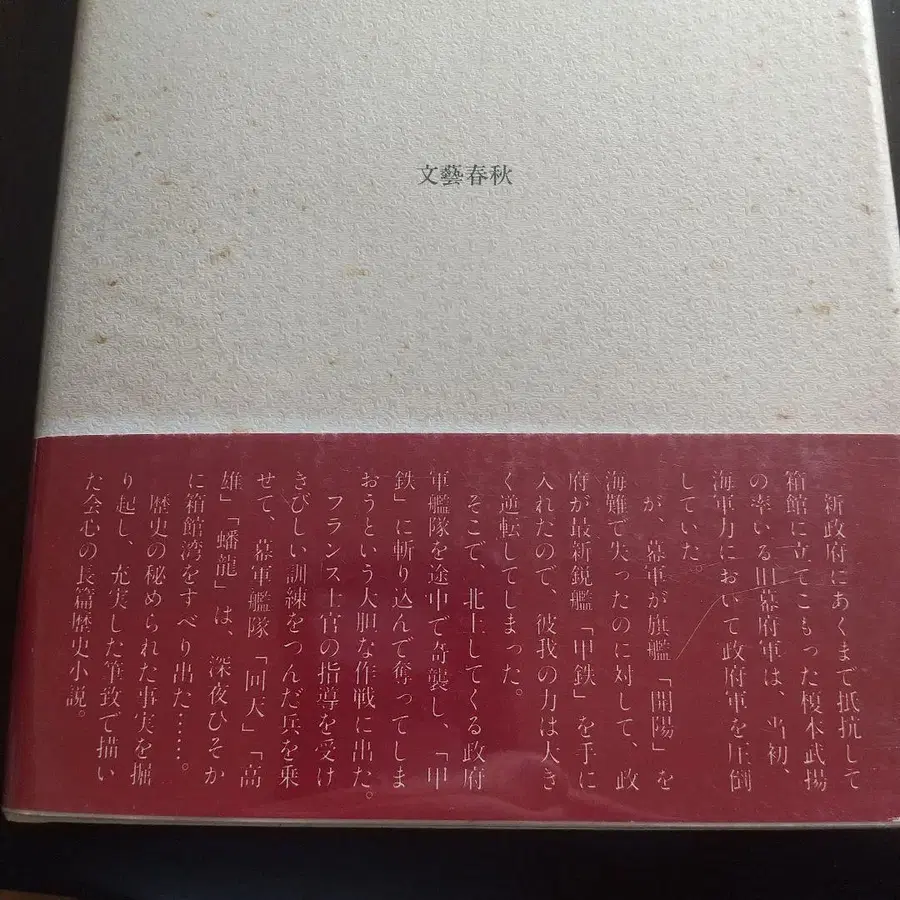 文藝春秋
新政府にあくまで抵抗して
箱館に立てこもった榎本武揚
の率いる旧幕府軍は、当初、
海軍力において政府軍を圧倒
していた。
が、幕軍が旗艦「開陽」を
海難で失ったのに対して、政
府が最新鋭艦「甲鉄」を手に
入れたので、彼我の力は大き
く逆転してしまった。
そこで、北上してくる政府
軍艦隊を途中で奇襲し、「甲
鉄」に斬り込んで奪ってしま
おうという大胆な作戦に出た。
フランス士官の指導を受け
きびしい訓練をつんだ兵を乗
せて、幕軍艦隊「回天」「高
雄」「蟠龍」は、深夜ひそか
に箱館湾をすべり出た……。
歴史の秘められた事実を掘
り起し、充実した筆致で描い
た会心の長篇歴史小説。